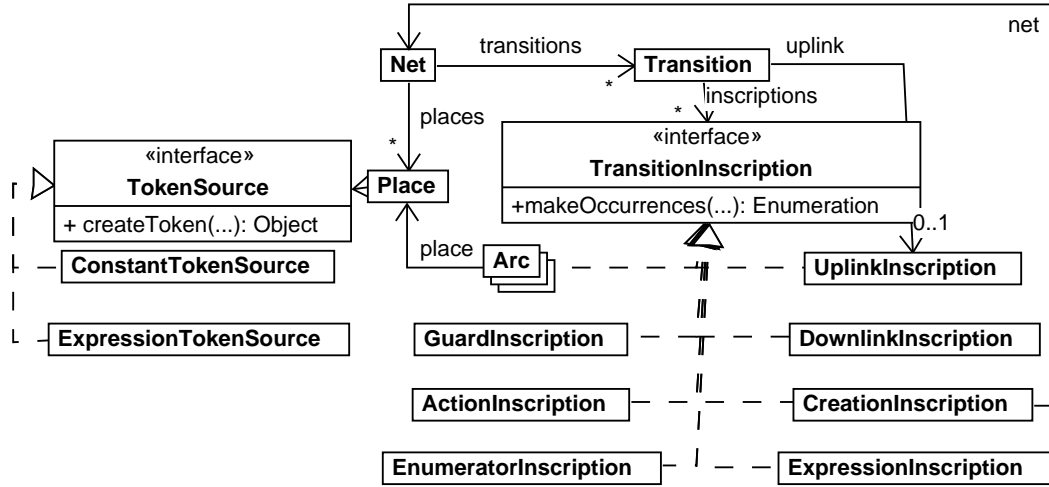 net
transitions
uplink
Net
Transition
*
inscriptions
*
places
*
«interface»
TransitionInscription
+makeOccurrences(...): Enumeration
«interface»
TokenSource
+ createToken(...): Object
Place
0..1
place
Arc
UplinkInscription
ConstantTokenSource
ExpressionTokenSource
GuardInscription
DownlinkInscription
ActionInscription
CreationInscription
EnumeratorInscription
ExpressionInscription